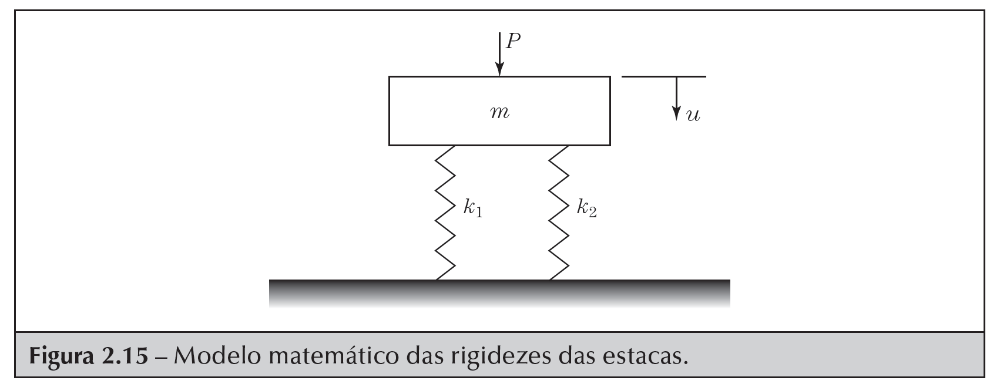 P
m
u
k₁
k₂
Figura 2.15 – Modelo matemático das rigidezes das estacas.